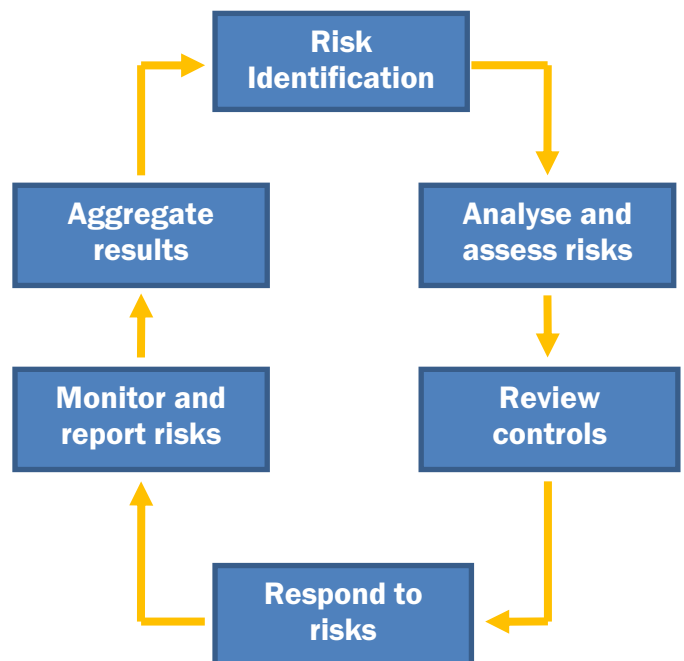 Risk
Identification
Analyse and
assess risks
Review
controls
Respond to
risks
Monitor and
report risks
Aggregate
results